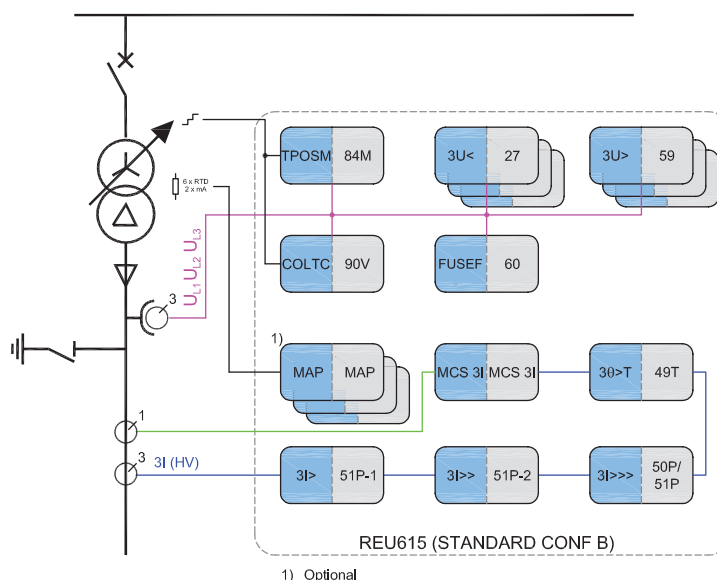 TPOSM 84M
3U< 27
3U> 59
6 x RTD
2 x mA
COLTC 90V
FUSEF 60
UL1 UL2 UL3
3
1)
MAP MAP
MCS 3I MCS 3I
3θ>T 49T
1
3
3I (HV)
3I> 51P-1
3I>> 51P-2
3I>>> 50P/
51P
REU615 (STANDARD CONF B)
1) Optional